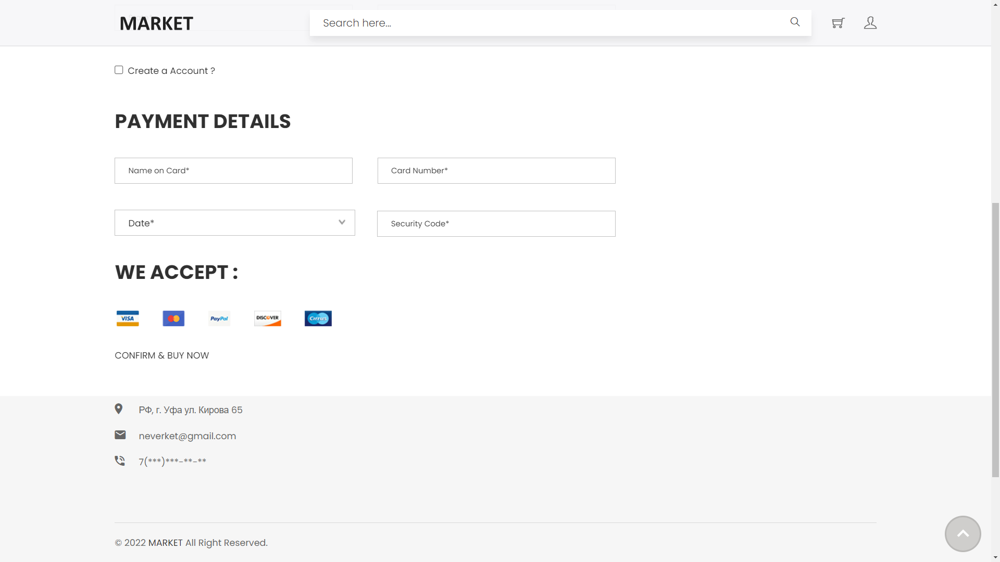 MARKET
Search here...
Create a Account ?
PAYMENT DETAILS
Name on Card*
Card Number*
Date*
Security Code*
WE ACCEPT :
VISA
PayPal
DISCOVER
Cirrus
CONFIRM & BUY NOW
РФ, г. Уфа ул. Кирова 65
neverket@gmail.com
7(***)***-**-**
© 2022 MARKET All Right Reserved.